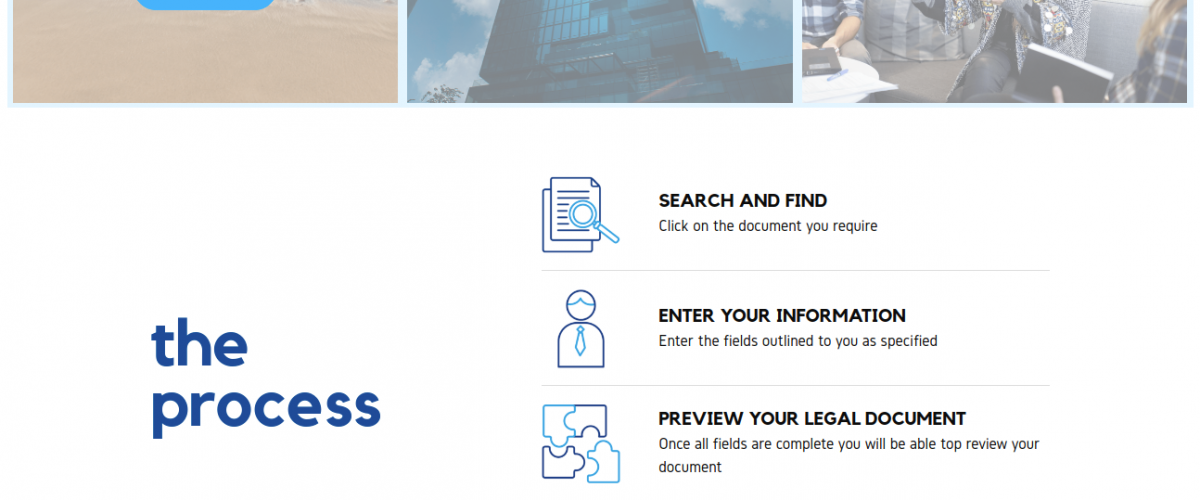 the
process
SEARCH AND FIND
Click on the document you require
ENTER YOUR INFORMATION
Enter the fields outlined to you as specified
PREVIEW YOUR LEGAL DOCUMENT
Once all fields are complete you will be able top review your
document